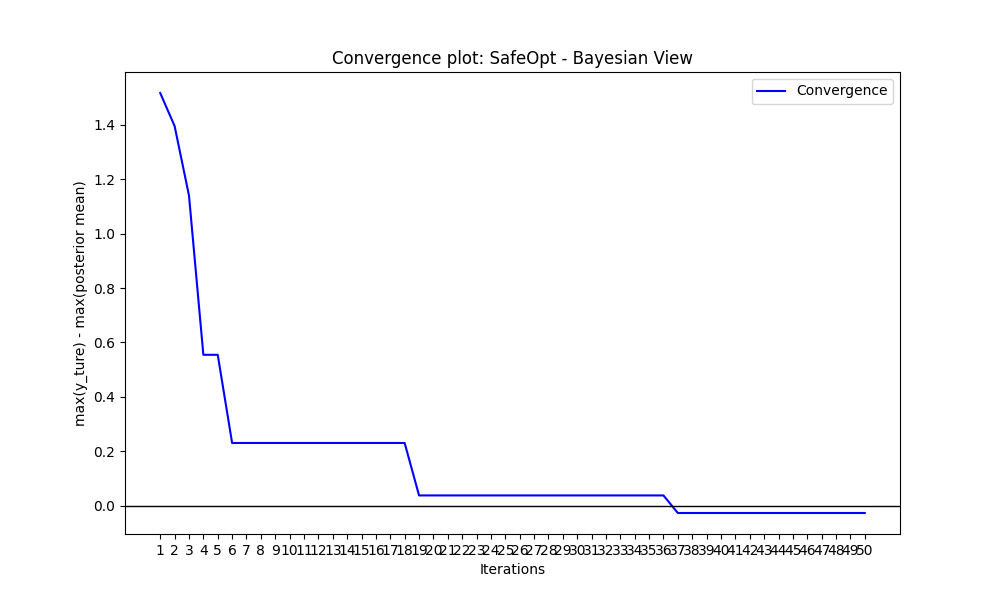 Convergence plot: SafeOpt - Bayesian View
Convergence
max(y_ture) - max(posterior mean)
1.4
1.2
1.0
0.8
0.6
0.4
0.2
0.0
1 2 3 4 5 6 7 8 9 10 11 12 13 14 15 16 17 18 19 20 21 22 23 24 25 26 27 28 29 30 31 32 33 34 35 36 37 38 39 40 41 42 43 44 45 46 47 48 49 50
Iterations